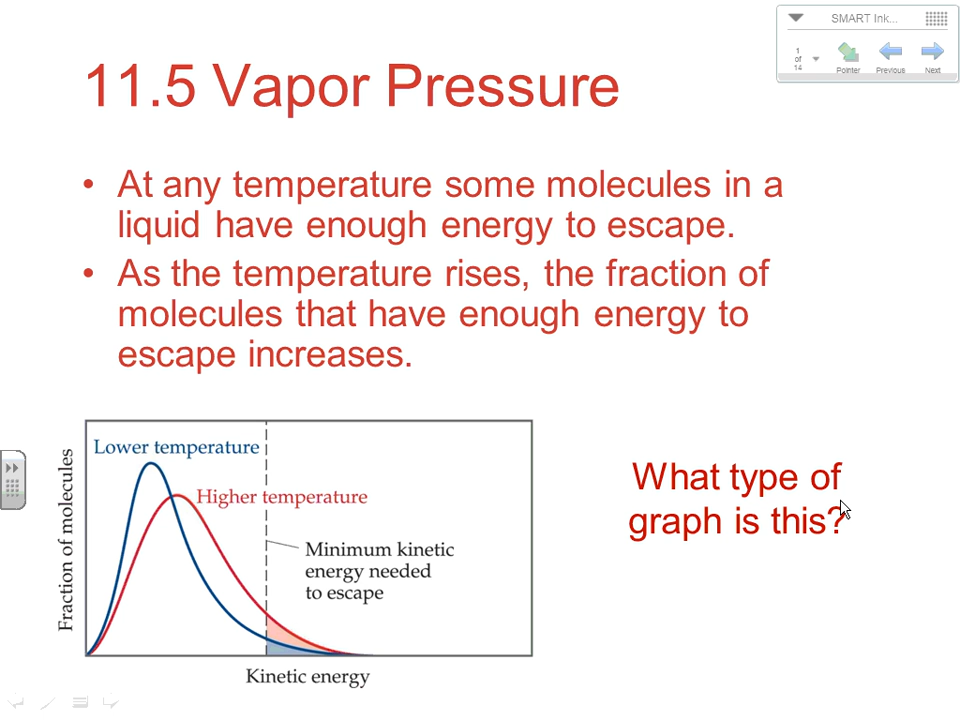 SMART Ink...
1
of
14
Pointer
Previous
Next
11.5 Vapor Pressure
• At any temperature some molecules in a
liquid have enough energy to escape.
• As the temperature rises, the fraction of
molecules that have enough energy to
escape increases.
Fraction of molecules
Lower temperature
Higher temperature
Minimum kinetic
energy needed
to escape
Kinetic energy
What type of
graph is this?